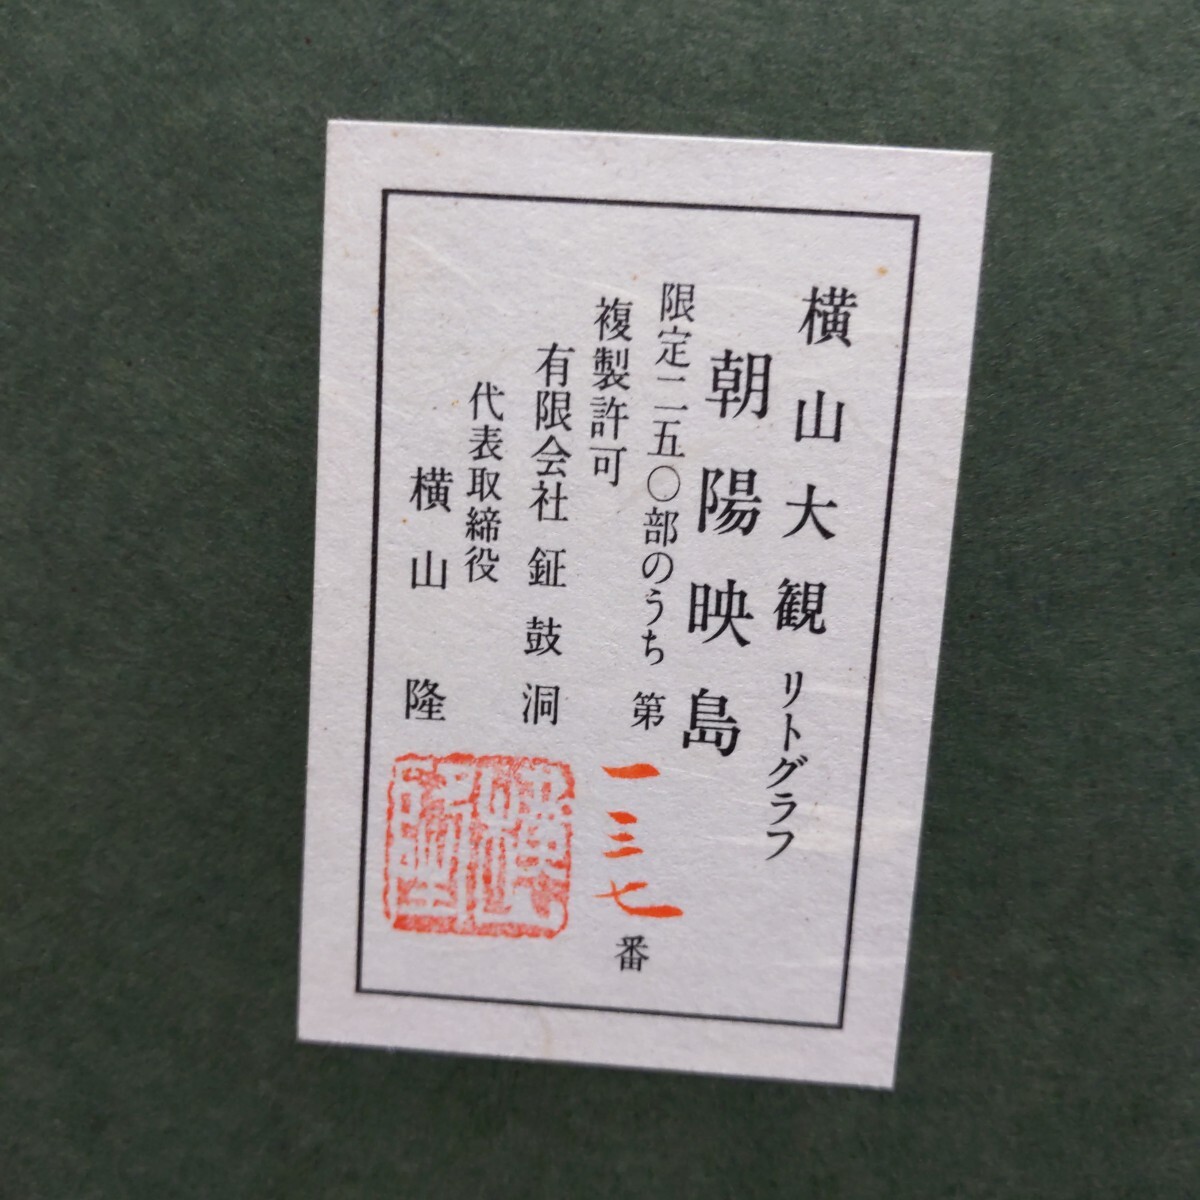 横山大観 リトグラフ
朝陽映島
限定二五〇部のうち 第一三七番
複製許可
有限会社 鉦鼓洞
代表取締役
横山 隆